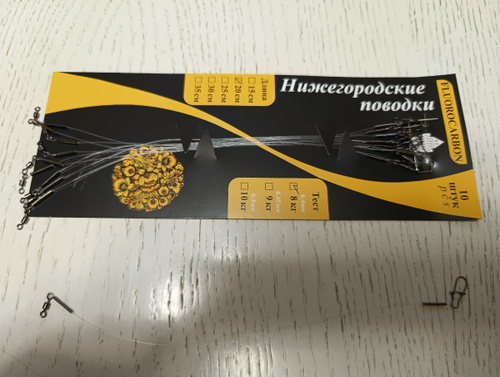 Нижегородские
поводки
FLUOROCARBON
10
штук
pcs
Длина
15 см
20 см
25 см
30 см
35 см
Тест
8 кг
9 кг
10 кг